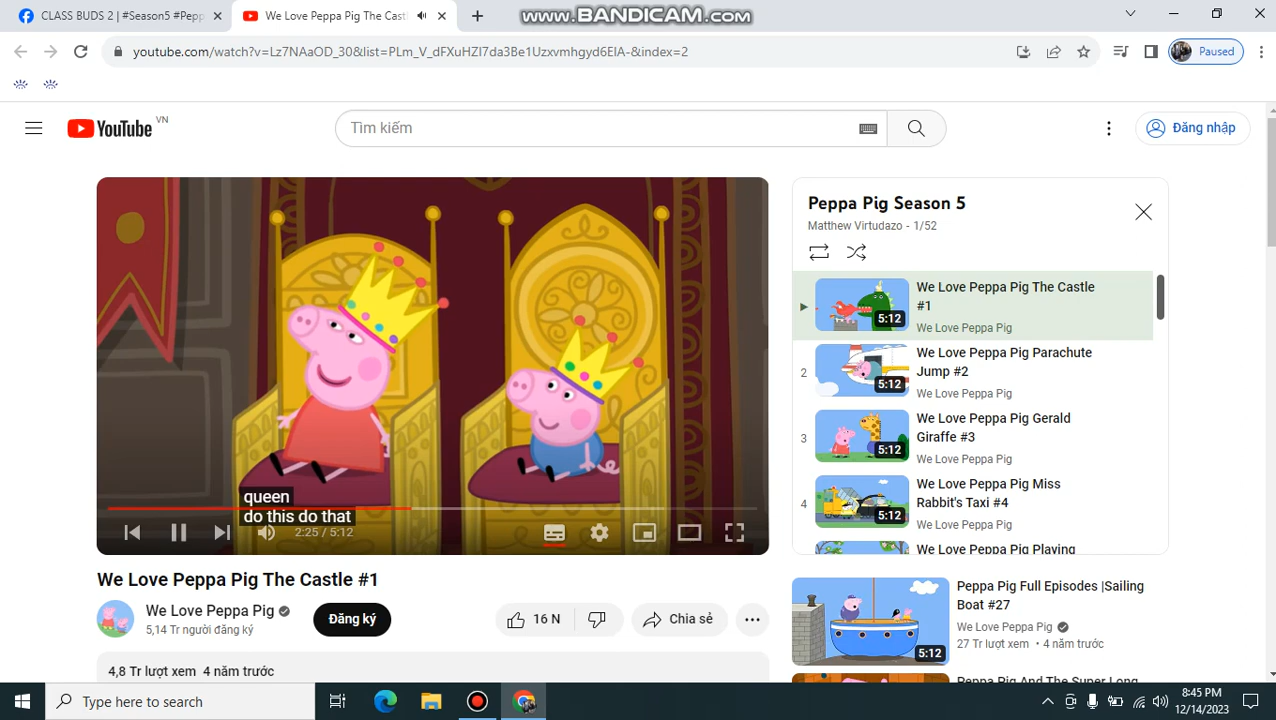 CLASS BUDS 2 | #Season5 #Pepp
We Love Peppa Pig The Cast
www.BANDICAM.com
youtube.com/watch?v=Lz7NAaOD_30&list=PLm_V_dFXuHZI7da3Be1Uzxvmhgyd6EIA-&index=2
Paused
YouTube VN
Tìm kiếm
Đăng nhập
queen
do this do that
2:25 / 5:12
We Love Peppa Pig The Castle #1
We Love Peppa Pig
5,14 Tr người đăng ký
Đăng ký
16 N
Chia sẻ
4,8 Tr lượt xem 4 năm trước
Peppa Pig Season 5
Matthew Virtudazo - 1/52
5:12
We Love Peppa Pig The Castle
#1
We Love Peppa Pig
2
5:12
We Love Peppa Pig Parachute
Jump #2
We Love Peppa Pig
3
5:12
We Love Peppa Pig Gerald
Giraffe #3
We Love Peppa Pig
4
5:12
We Love Peppa Pig Miss
Rabbit's Taxi #4
We Love Peppa Pig
We Love Peppa Pig Playing
5:12
Peppa Pig Full Episodes |Sailing
Boat #27
We Love Peppa Pig
27 Tr lượt xem • 4 năm trước
Peppa Pig And The Super Long
Type here to search
8:45 PM
12/14/2023